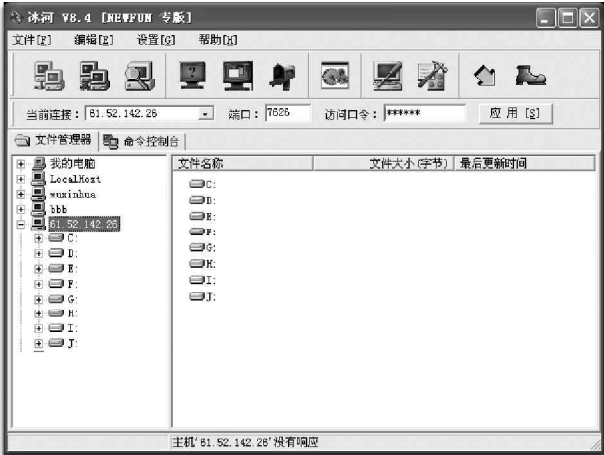 冰河 V8.4 [NEWFUN 专版]
文件[F] 编辑[E] 设置[G] 帮助[H]
当前连接: 61.52.142.26 端口: 7626 访问口令: ****** 应 用 [S]
文件管理器 命令控制台
我的电脑
LocalHost
wuxinhua
bbb
61.52.142.26
C:
D:
E:
F:
G:
H:
I:
J:
文件名称 文件大小(字节) 最后更新时间
C:
D:
E:
F:
G:
H:
I:
J:
主机'61.52.142.26'没有响应